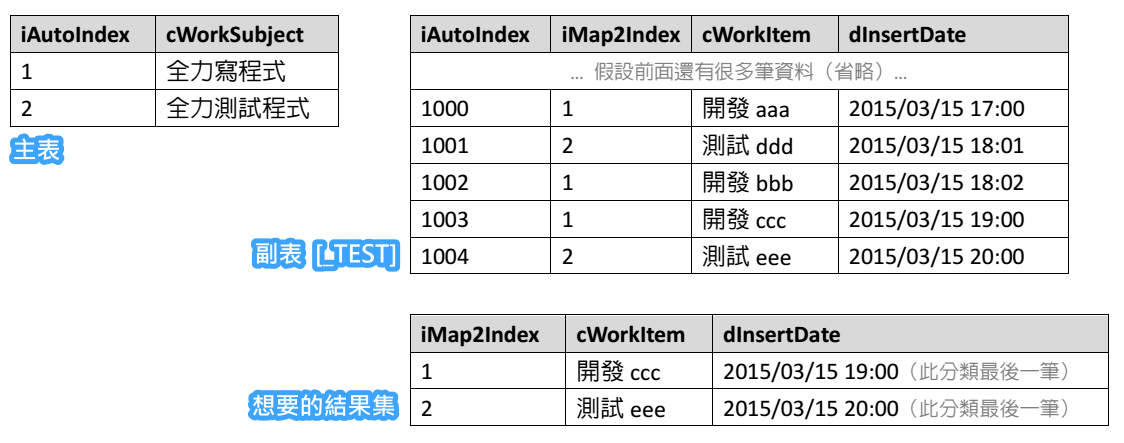 iAutoIndex cWorkSubject
1 全力寫程式
2 全力測試程式
主表
iAutoIndex iMap2Index cWorkItem dInsertDate
... 假設前面還有很多筆資料（省略）...
1000 1 開發 aaa 2015/03/15 17:00
1001 2 測試 ddd 2015/03/15 18:01
1002 1 開發 bbb 2015/03/15 18:02
1003 1 開發 ccc 2015/03/15 19:00
1004 2 測試 eee 2015/03/15 20:00
副表 [_TEST]
iMap2Index cWorkItem dInsertDate
1 開發 ccc 2015/03/15 19:00（此分類最後一筆）
2 測試 eee 2015/03/15 20:00（此分類最後一筆）
想要的結果集